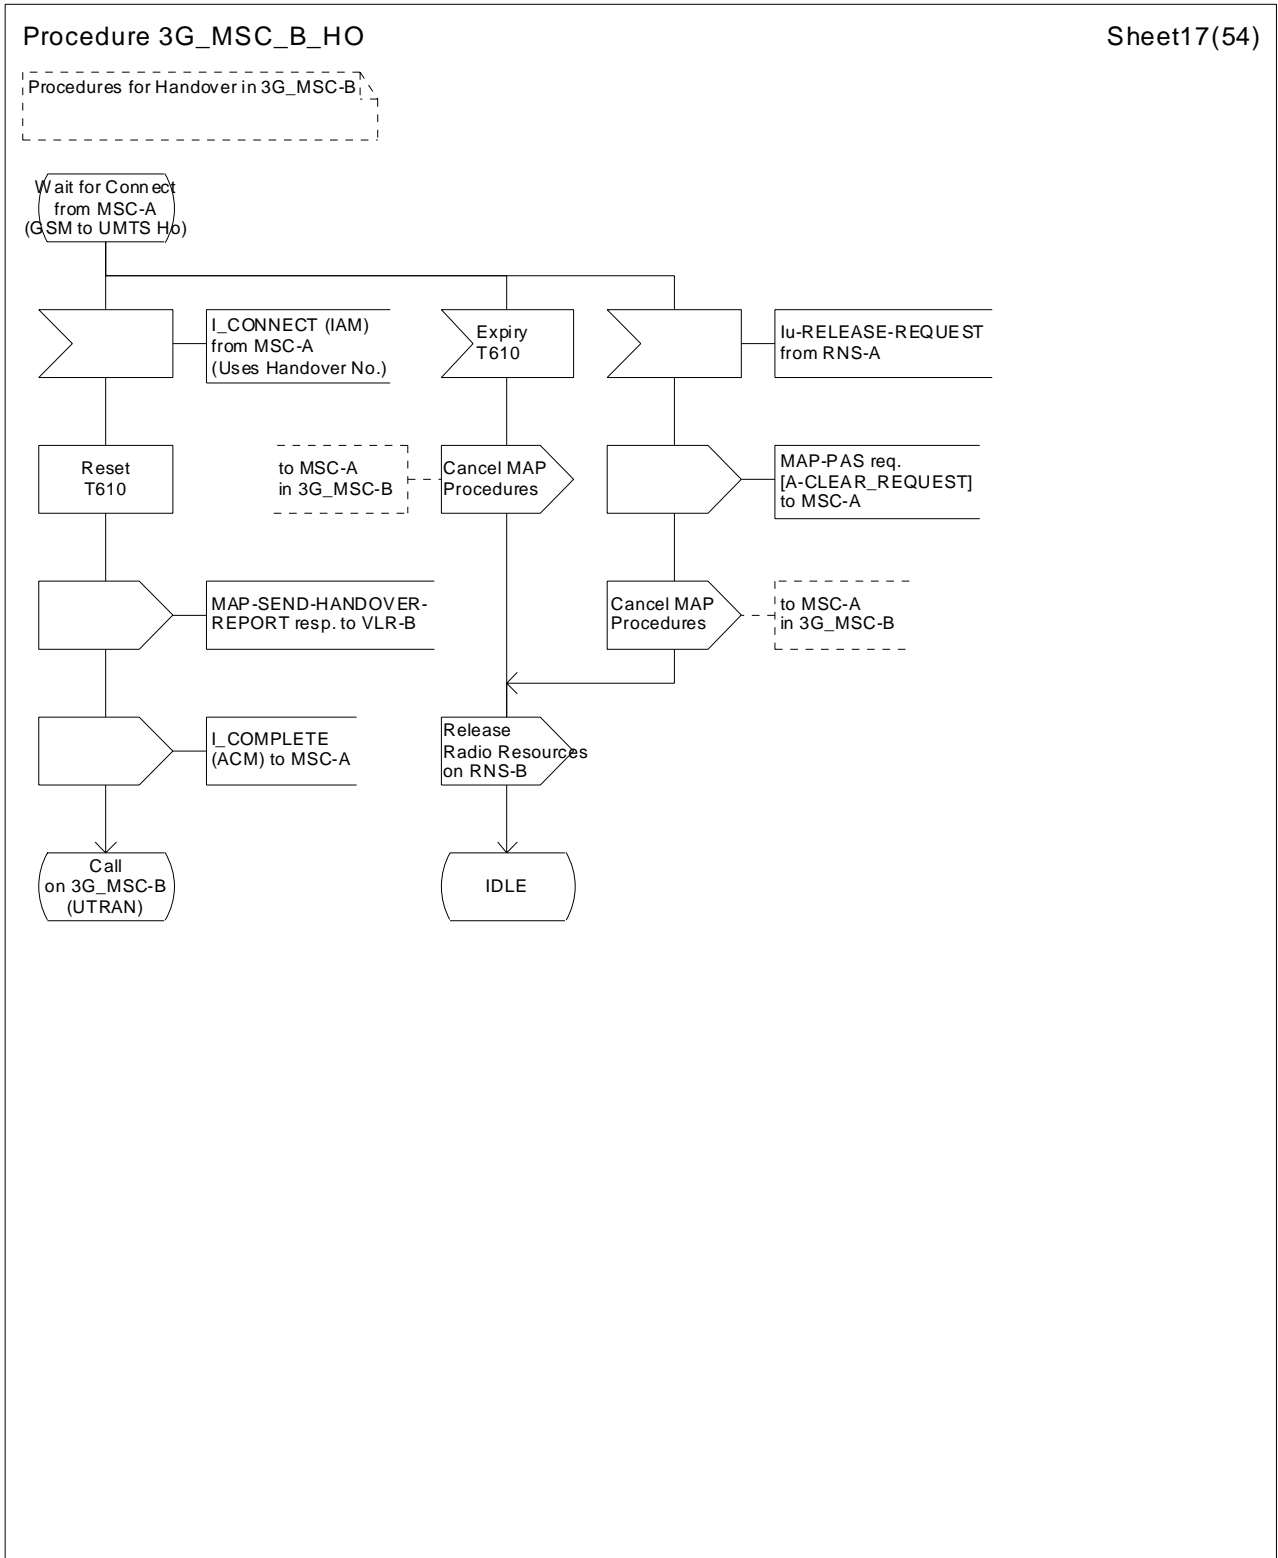 Procedure 3G_MSC_B_HO
Sheet17(54)
Procedures for Handover in 3G_MSC-B
Wait for Connect
from MSC-A
(GSM to UMTS Ho)
I_CONNECT (IAM)
from MSC-A
(Uses Handover No.)
Expiry
T610
Iu-RELEASE-REQUEST
from RNS-A
Reset
T610
to MSC-A
in 3G_MSC-B
Cancel MAP
Procedures
MAP-PAS req.
[A-CLEAR_REQUEST]
to MSC-A
MAP-SEND-HANDOVER-
REPORT resp. to VLR-B
Cancel MAP
Procedures
to MSC-A
in 3G_MSC-B
I_COMPLETE
(ACM) to MSC-A
Release
Radio Resources
on RNS-B
Call
on 3G_MSC-B
(UTRAN)
IDLE